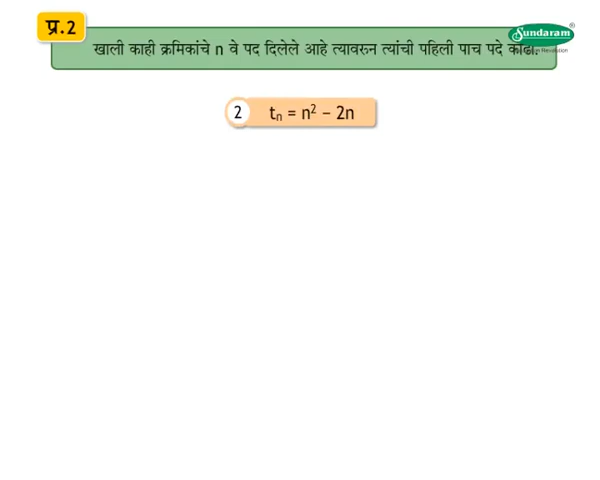 प्र.2
Sundaram®
खाली काही क्रमिकांचे n वे पद दिलेले आहे त्यावरून त्यांची पहिली पाच पदे काढा.
2 tₙ = n² – 2n